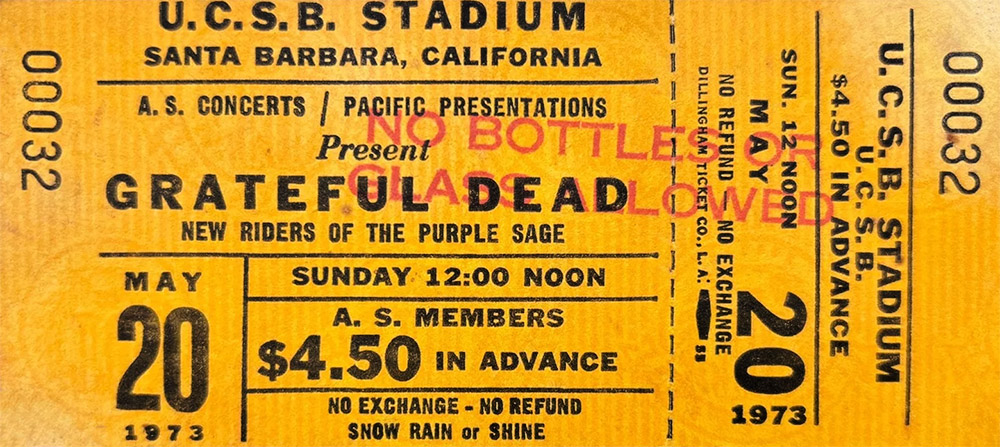 00032
U.C.S.B. STADIUM
SANTA BARBARA, CALIFORNIA
A. S. CONCERTS / PACIFIC PRESENTATIONS
Present
GRATEFUL DEAD
NEW RIDERS OF THE PURPLE SAGE
NO BOTTLES OR
GLASS ALLOWED
MAY
20
1973
SUNDAY 12:00 NOON
A. S. MEMBERS
$4.50 IN ADVANCE
NO EXCHANGE - NO REFUND
SNOW RAIN or SHINE
00032
U.C.S.B. STADIUM
U.C.S.B.
$4.50 IN ADVANCE
SUN. 12 NOON
MAY
20
1973
NO REFUND - NO EXCHANGE
DILLINGHAM TICKET CO., L.A. 53